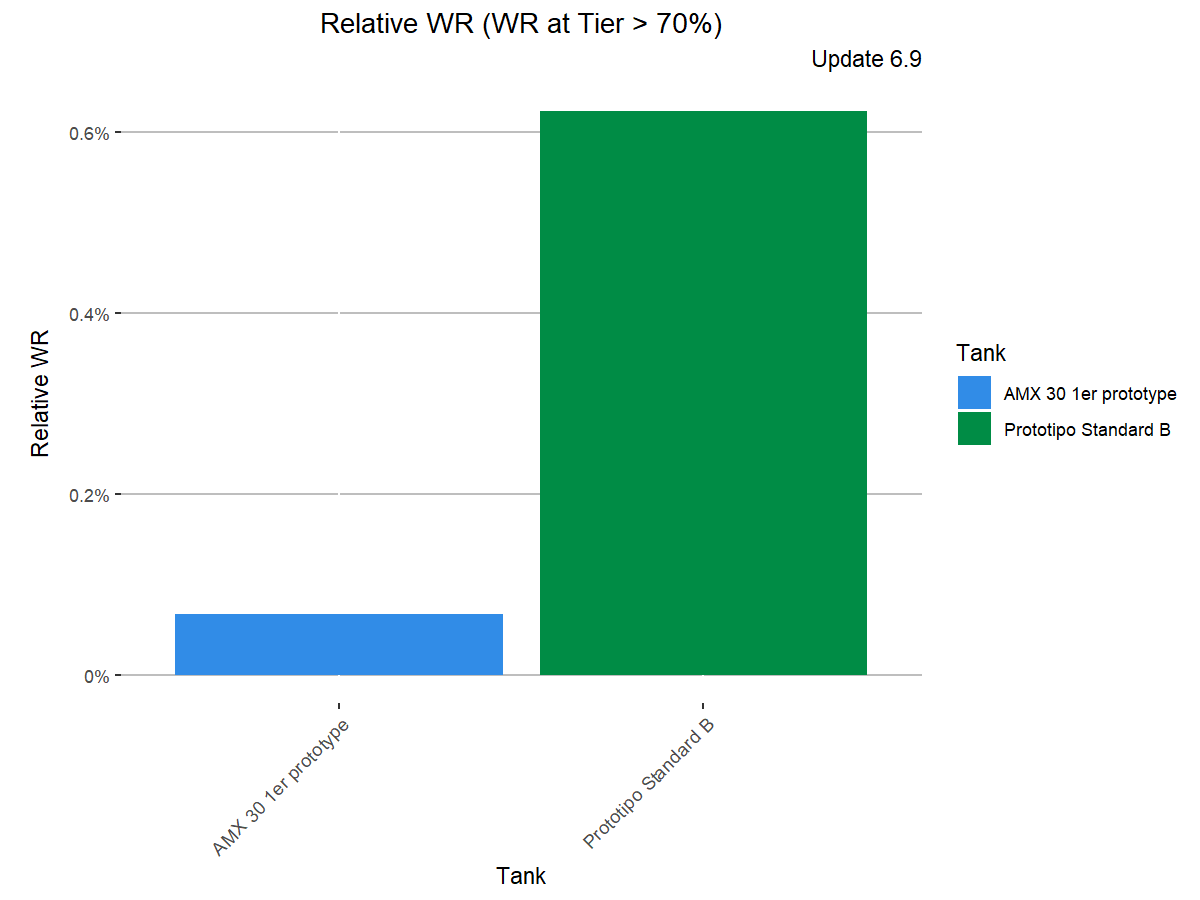 Relative WR (WR at Tier > 70%)
Update 6.9
Relative WR
0.6%
0.4%
0.2%
0%
AMX 30 1er prototype
Prototipo Standard B
Tank
Tank
AMX 30 1er prototype
Prototipo Standard B